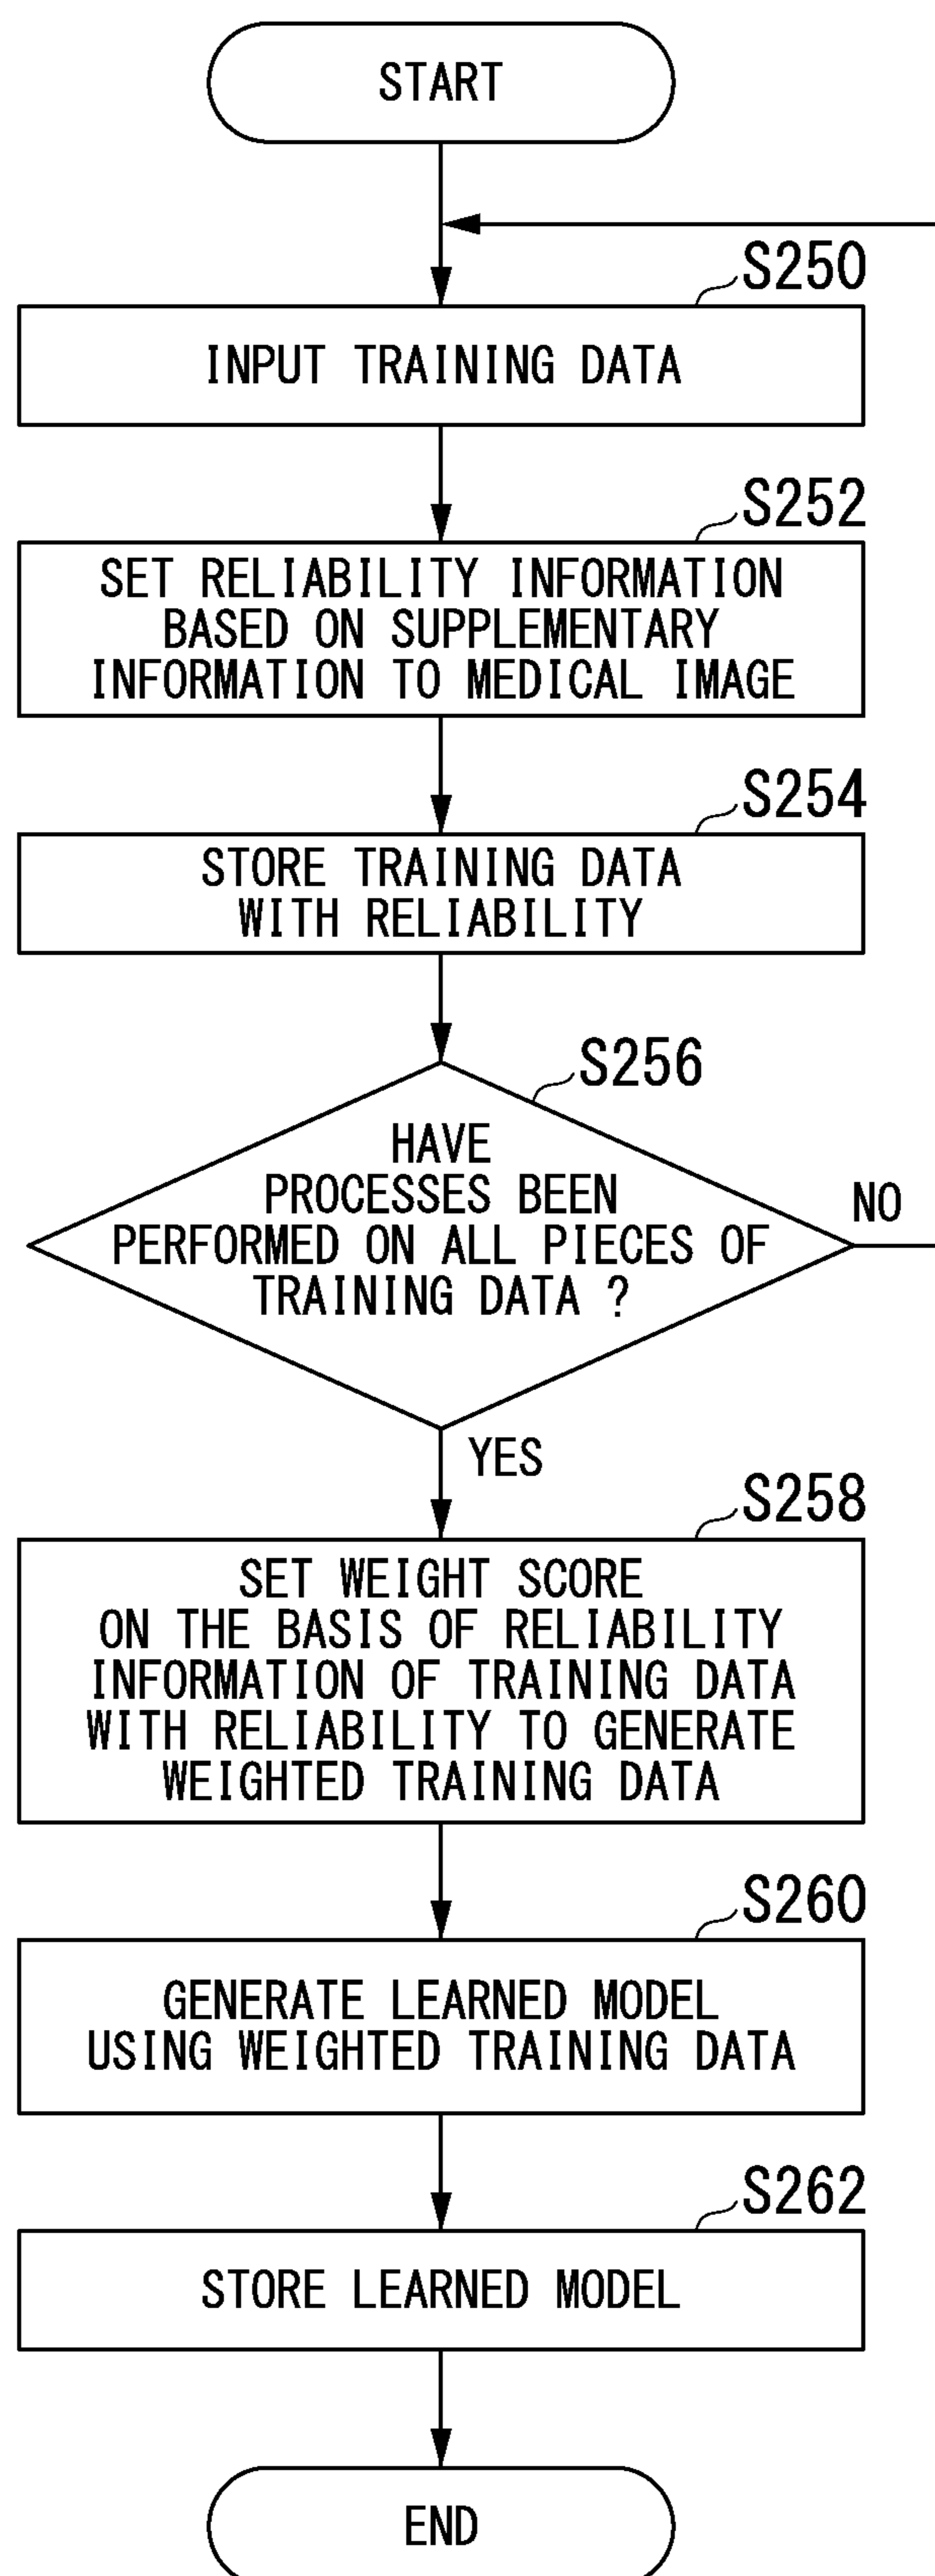 START
S250
INPUT TRAINING DATA
S252
SET RELIABILITY INFORMATION
BASED ON SUPPLEMENTARY
INFORMATION TO MEDICAL IMAGE
S254
STORE TRAINING DATA
WITH RELIABILITY
S256
HAVE
PROCESSES BEEN
PERFORMED ON ALL PIECES OF
TRAINING DATA ?
NO
YES
S258
SET WEIGHT SCORE
ON THE BASIS OF RELIABILITY
INFORMATION OF TRAINING DATA
WITH RELIABILITY TO GENERATE
WEIGHTED TRAINING DATA
S260
GENERATE LEARNED MODEL
USING WEIGHTED TRAINING DATA
S262
STORE LEARNED MODEL
END